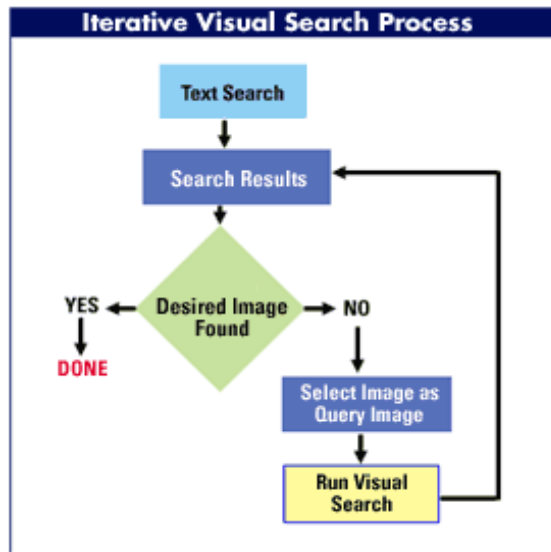 Iterative Visual Search Process
Text Search
Search Results
Desired Image
Found
YES
NO
DONE
Select Image as
Query Image
Run Visual
Search